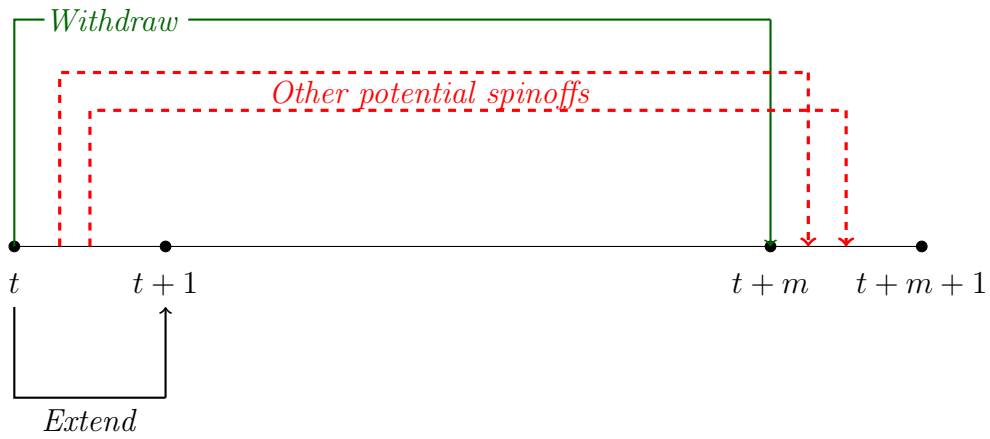 Withdraw
Other potential spinoffs
t
t + 1
t + m
t + m + 1
Extend